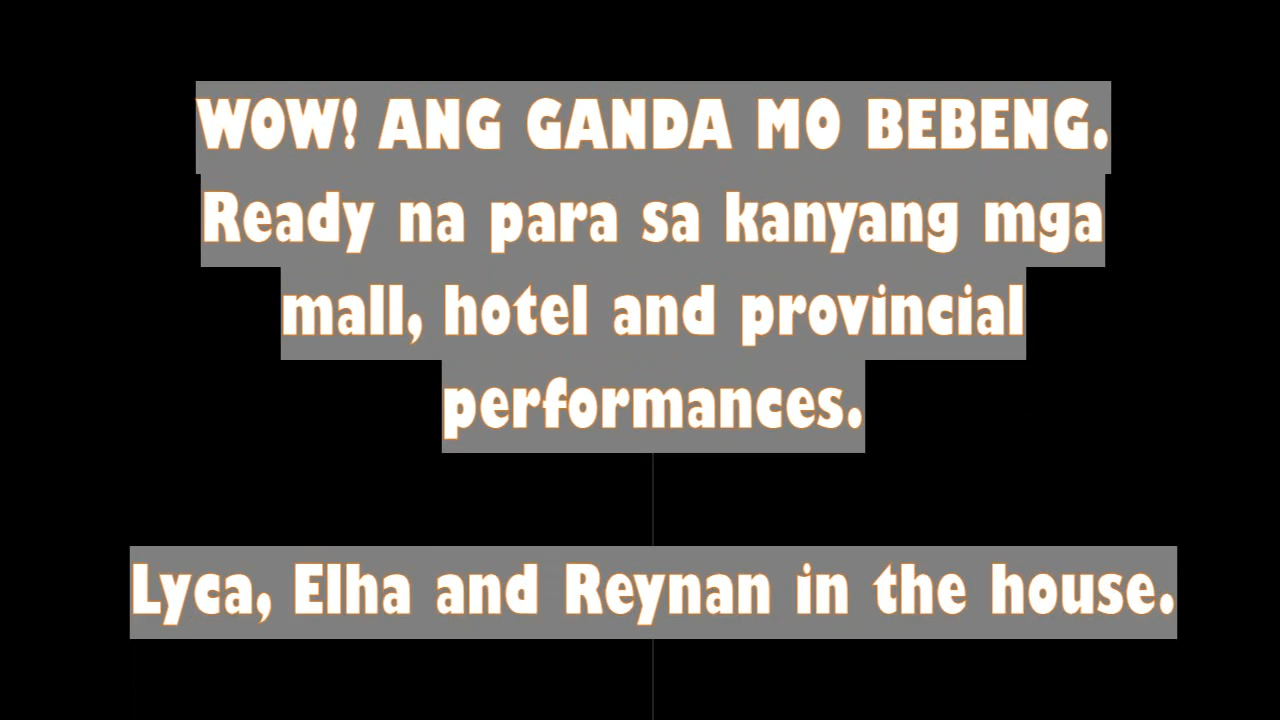 WOW! ANG GANDA MO BEBENG.
Ready na para sa kanyang mga
mall, hotel and provincial
performances.
Lyca, Elha and Reynan in the house.